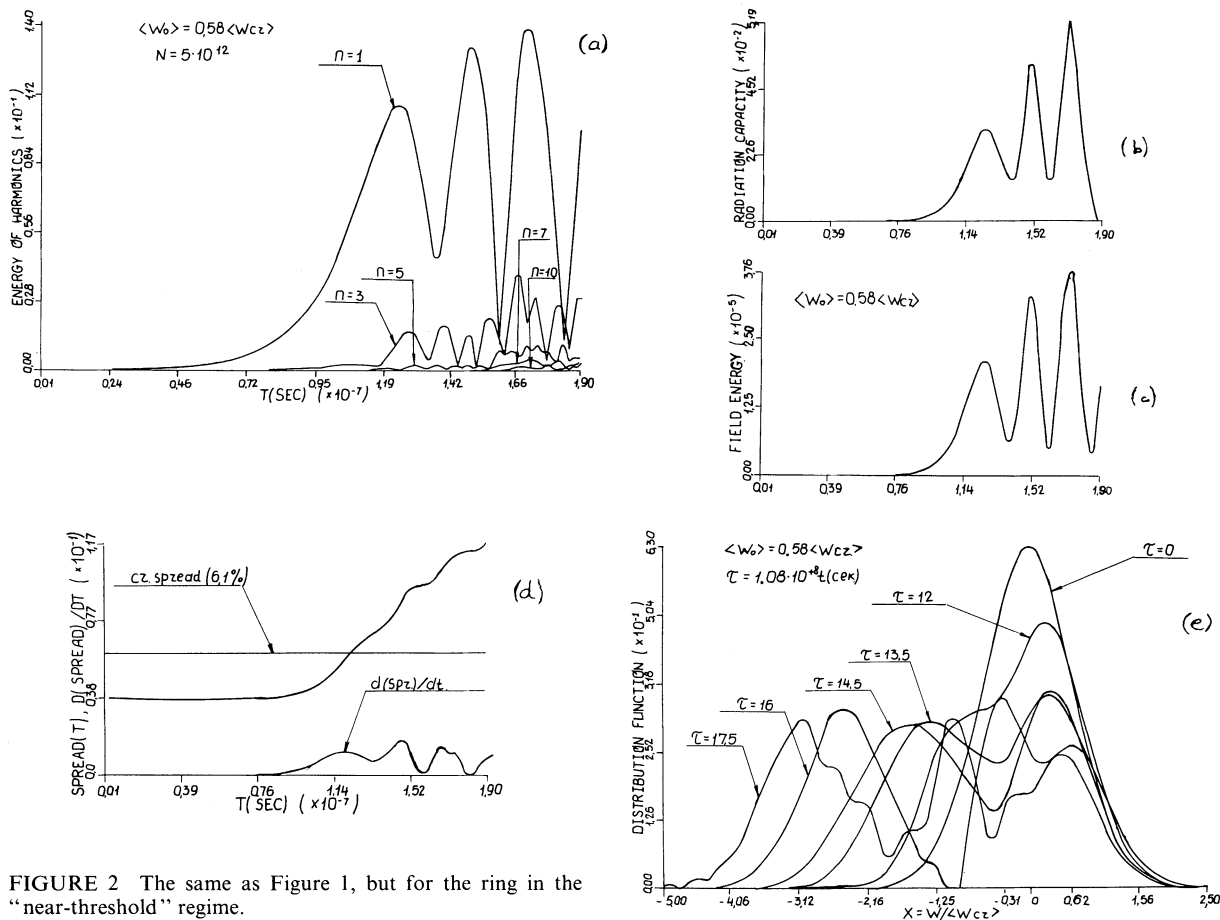 (a)
<W₀> = 0,58 <Wcz>
N = 5·10¹²
n=1
n=5
n=3
n=7
n=10
ENERGY OF HARMONICS (×10⁻¹)
1,40
1,12
0,84
0,56
0,28
0,00
0,01 0,24 0,46 0,72 0,95 1,19 1,42 1,66 1,90
T(SEC) (×10⁻⁷)
(b)
RADIATION CAPACITY (×10⁻²)
4,52
2,26
0,00
0,01 0,39 0,76 1,14 1,52 1,90
(c)
<W₀> = 0,58 <Wcz>
FIELD ENERGY (×10⁻⁵)
3,76
2,50
1,25
0,00
0,01 0,39 0,76 1,14 1,52 1,90
(d)
cz. spread (6,1%)
d(spz)/dt
SPREAD(T), D(SPREAD)/DT (×10⁻¹)
1,17
0,77
0,38
0,0
0,01 0,39 0,76 1,14 1,52 1,90
T(SEC) (×10⁻⁷)
(e)
<W₀> = 0.58 <Wcz>
τ = 1.08·10⁺⁸t(сек)
τ=0
τ=12
τ=13,5
τ=14,5
τ=16
τ=17,5
DISTRIBUTION FUNCTION (×10⁻¹)
6,30
5,04
2,52
1,26
0,00
-5,00 -4,06 -3,12 -2,16 -1,25 -0,31 0 0,62 1,56 2,50
X = W/<Wcz>
FIGURE 2 The same as Figure 1, but for the ring in the
“near-threshold” regime.